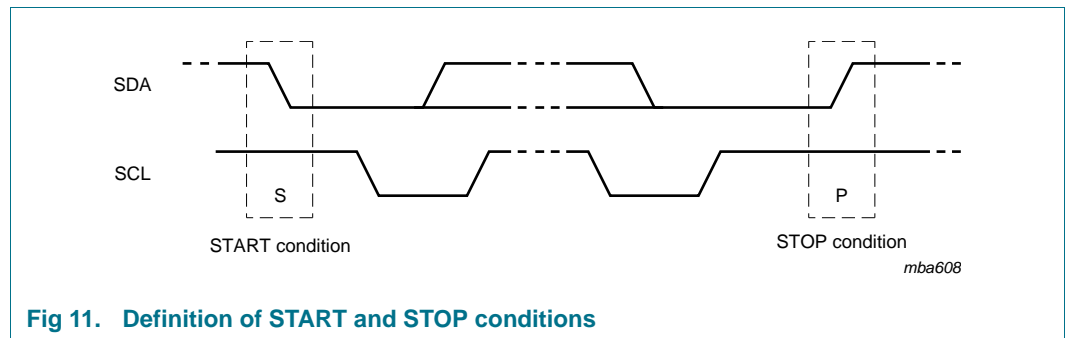 SDA
SCL
S
P
START condition
STOP condition
mba608
Fig 11. Definition of START and STOP conditions